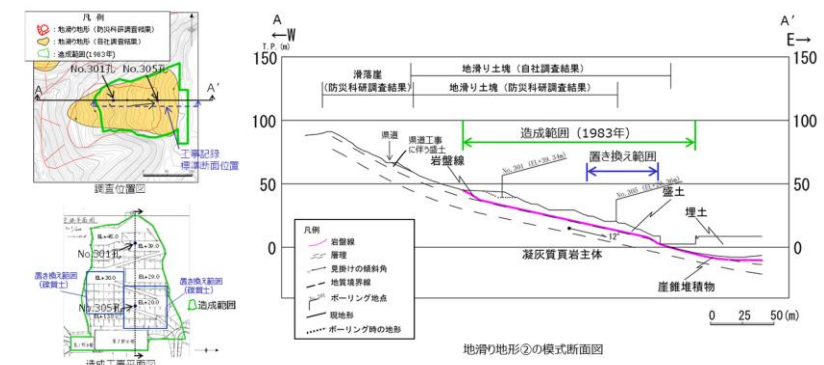 凡 例
：地滑り地形（防災科研調査結果）
：地滑り地形（自社調査結果）
：造成範囲(1983年)
No.301孔 No.305孔
A
A′
工事記録
標準断面位置
調査位置図
No.301孔
置き換え範囲
(礫質土)
置き換え範囲
(礫質土)
No.305孔
造成範囲
造成工事平面図
A
←W
T.P. (m)
A′
E→
150
100
50
0
150
100
50
0
滑落崖
(防災科研調査結果)
地滑り土塊（自社調査結果）
地滑り土塊（防災科研調査結果）
造成範囲（1983年）
置き換え範囲
県道
県道工事
に伴う盛土
岩盤線
盛土
埋土
12°
凝灰質頁岩主体
崖錐堆積物
凡例
岩盤線
層理
見掛けの傾斜角
地質境界線
ボーリング地点
現地形
ボーリング時の地形
0 25 50(m)
地滑り地形②の模式断面図